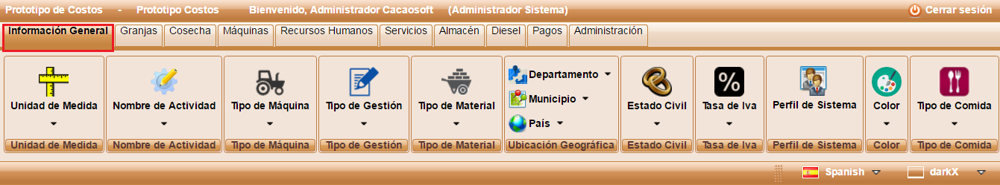 Prototipo de Costos - Prototipo Costos Bienvenido, Administrador Cacaosoft (Administrador Sistema) Cerrar sesión
Información General Granjas Cosecha Máquinas Recursos Humanos Servicios Almacén Diesel Pagos Administración
Unidad de Medida
Unidad de Medida
Nombre de Actividad
Nombre de Actividad
Tipo de Máquina
Tipo de Máquina
Tipo de Gestión
Tipo de Gestión
Tipo de Material
Tipo de Material
Departamento
Municipio
País
Ubicación Geográfica
Estado Civil
Estado Civil
%
Tasa de Iva
Tasa de Iva
Perfil de Sistema
Perfil de Sistema
Color
Color
Tipo de Comida
Tipo de Comida
Spanish darkX